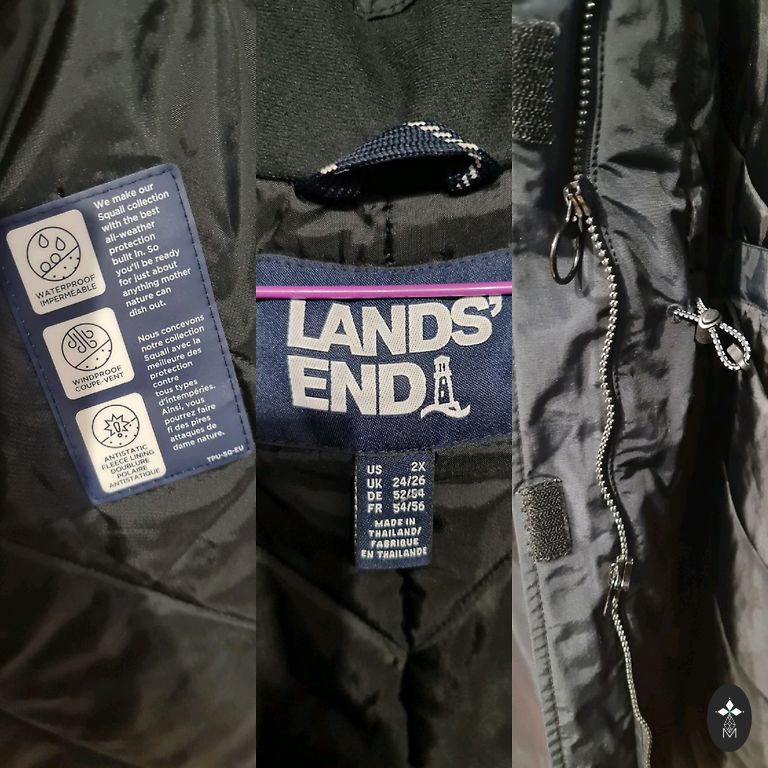 WATERPROOF
IMPERMÉABLE
WINDPROOF
COUPE-VENT
ANTISTATIC
FLEECE LINING
DOUBLURE
POLAIRE
ANTISTATIQUE
We make our
Squall collection
with the best
all-weather
protection
built in. So
you'll be ready
for just about
anything mother
nature can
dish out.
Nous concevons
notre collection
Squall avec la
meilleure des
protection
contre
tous types
d'intempéries.
Ainsi, vous
pourrez faire
fi des pires
attaques de
dame nature.
TPU-SQ-EU
LANDS'
END
US 2X
UK 24/26
DE 52/54
FR 54/56
MADE IN
THAILAND/
FABRIQUÉ
EN THAÏLANDE
M